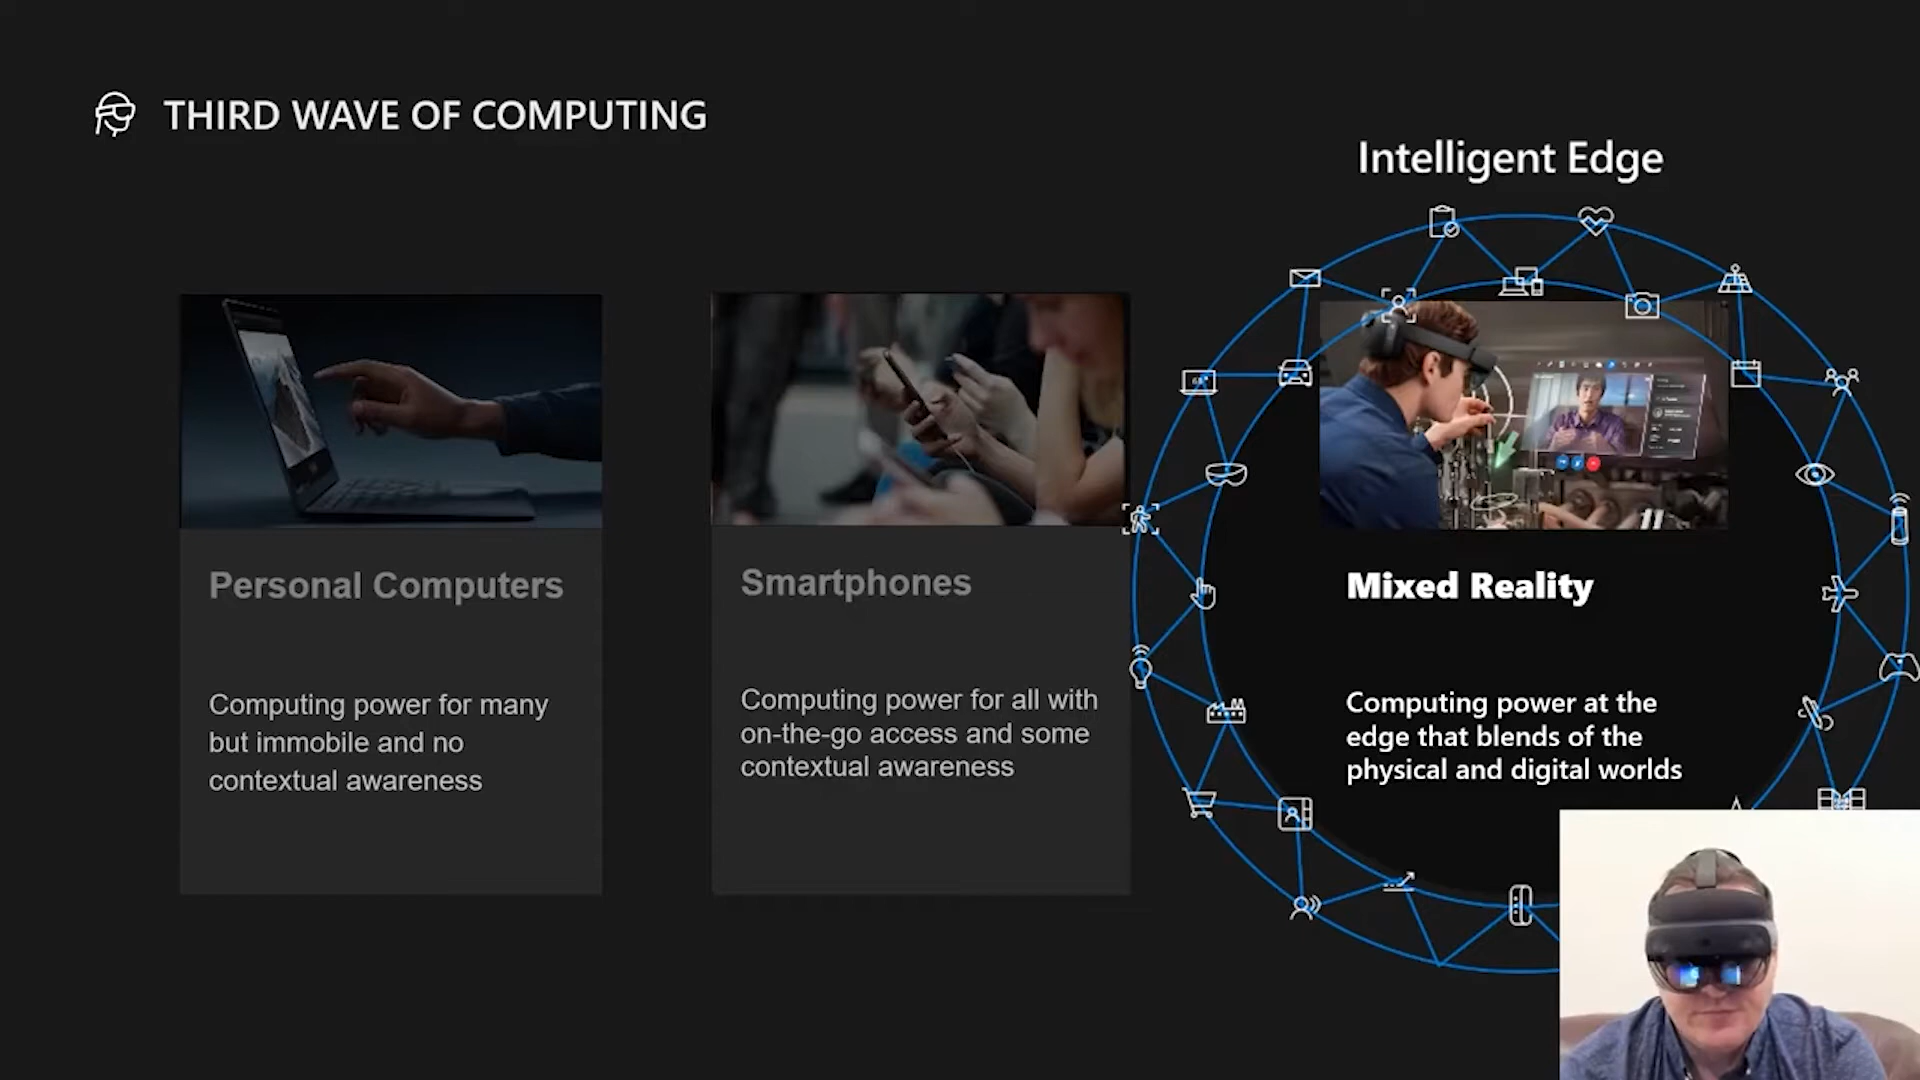 THIRD WAVE OF COMPUTING
Intelligent Edge
Personal Computers
Computing power for many
but immobile and no
contextual awareness
Smartphones
Computing power for all with
on-the-go access and some
contextual awareness
Mixed Reality
Computing power at the
edge that blends of the
physical and digital worlds